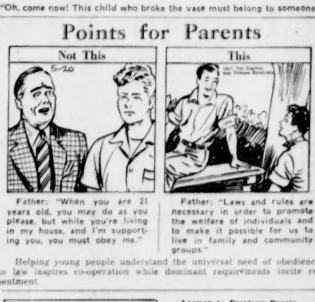 "Oh, come now! This child who broke the vase must belong to someone
Points for Parents
Not This
This
5-20
Father: "When you are 21
years old, you may do as you
please, but while you're living
in my house, and I'm support-
ing you, you must obey me."
Father: "Laws and rules are
necessary in order to promote
the welfare of individuals and
to make it possible for us to
live in family and community
groups."
Helping young people understand the universal need of obedienc
to law inspires co-operation while dominant requirements incite re
sentment.